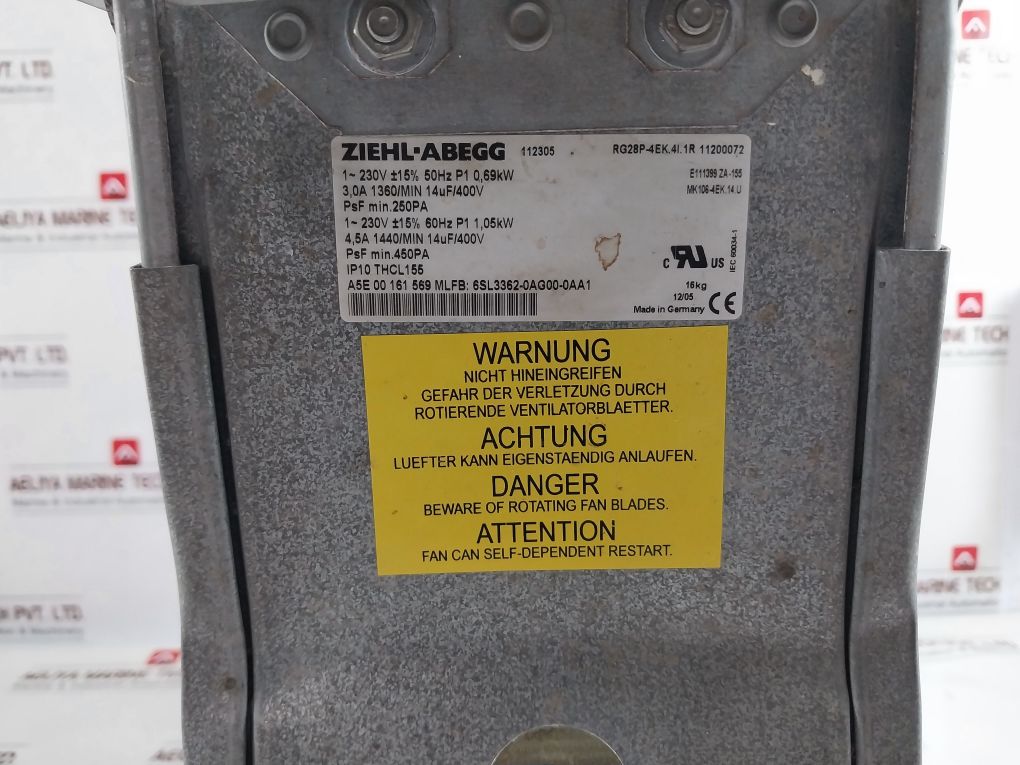 ZIEHL-ABEGG 112305 RG28P-4EK.4I.1R 11200072
1~ 230V ±15% 50Hz P1 0,69kW E111399 ZA-155
3,0A 1360/MIN 14uF/400V MK106-4EK.14.U
PsF min.250PA
1~ 230V ±15% 60Hz P1 1,05kW
4,5A 1440/MIN 14uF/400V
PsF min.450PA
IP10 THCL155
A5E 00 161 569 MLFB: 6SL3362-0AG00-0AA1
C US
IEC 60034-1
16kg
12/05
Made in Germany CE
WARNUNG
NICHT HINEINGREIFEN
GEFAHR DER VERLETZUNG DURCH
ROTIERENDE VENTILATORBLAETTER.
ACHTUNG
LUEFTER KANN EIGENSTAENDIG ANLAUFEN.
DANGER
BEWARE OF ROTATING FAN BLADES.
ATTENTION
FAN CAN SELF-DEPENDENT RESTART.